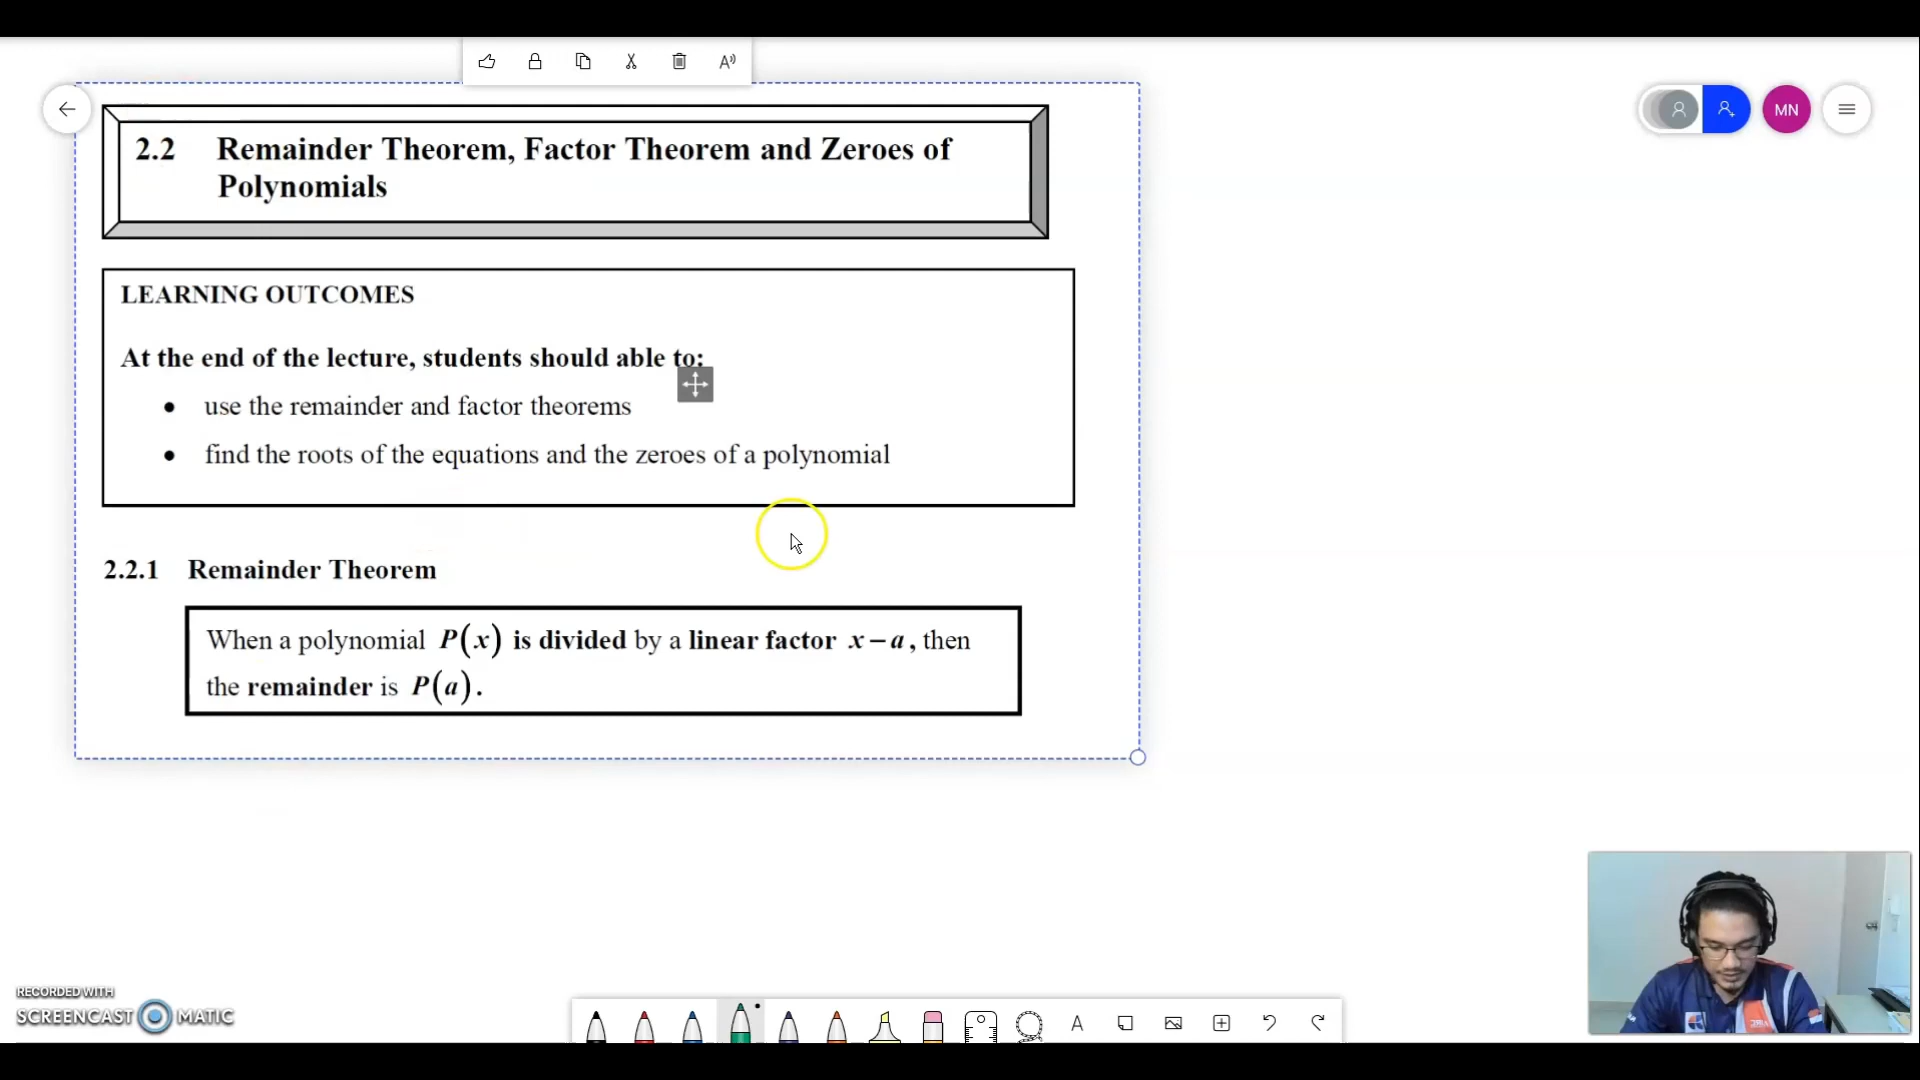 MN
2.2 Remainder Theorem, Factor Theorem and Zeroes of
Polynomials
LEARNING OUTCOMES
At the end of the lecture, students should able to:
• use the remainder and factor theorems
• find the roots of the equations and the zeroes of a polynomial
2.2.1 Remainder Theorem
When a polynomial P(x) is divided by a linear factor x − a, then
the remainder is P(a).
RECORDED WITH
SCREENCAST MATIC
A